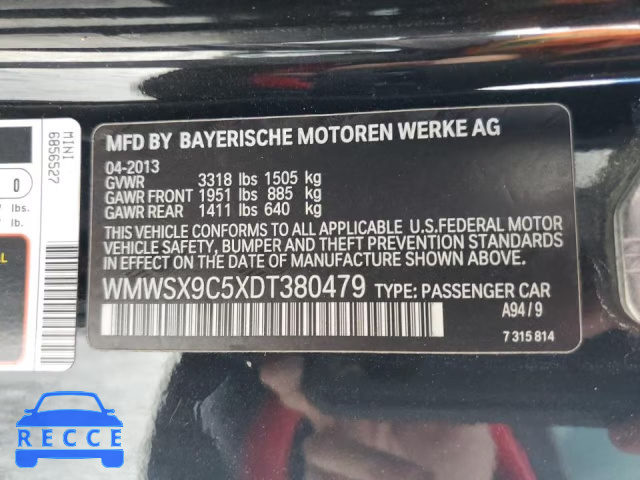 MINI
6856527
0
lbs.
lb.
MFD BY BAYERISCHE MOTOREN WERKE AG
04-2013
GVWR 3318 lbs 1505 kg
GAWR FRONT 1951 lbs 885 kg
GAWR REAR 1411 lbs 640 kg
THIS VEHICLE CONFORMS TO ALL APPLICABLE U.S.FEDERAL MOTOR
VEHICLE SAFETY, BUMPER AND THEFT PREVENTION STANDARDS IN
EFFECT ON THE DATE OF MANUFACTURE SHOWN ABOVE.
WMWSX9C5XDT380479 TYPE: PASSENGER CAR
A94 / 9
7 315 814
RECCE